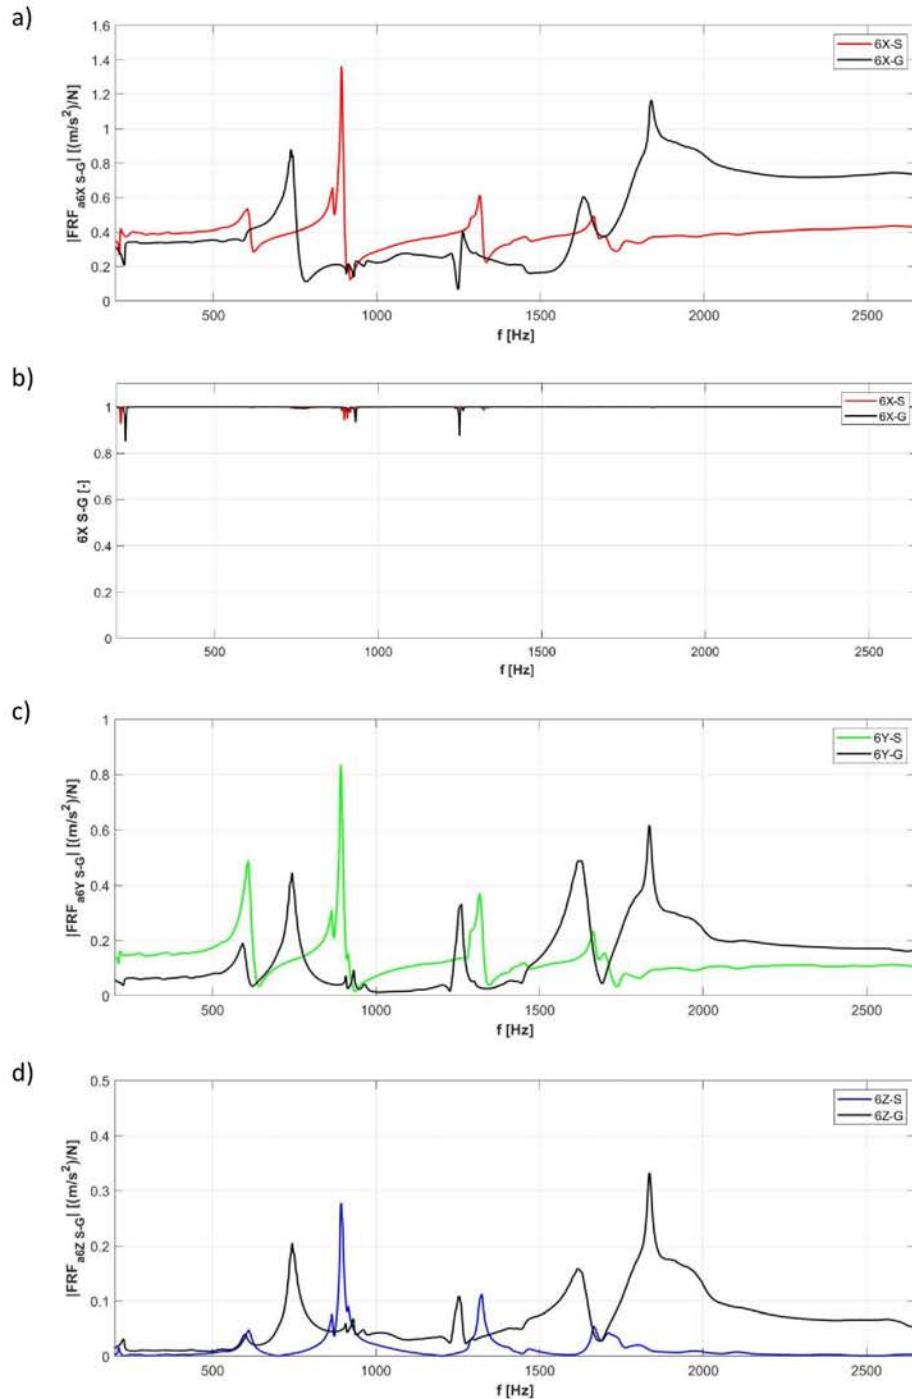 a)
|FRF_a6X S-G| [(m/s²)/N]
1.6
1.4
1.2
1
0.8
0.6
0.4
0.2
0
6X-S
6X-G
500 1000 1500 2000 2500
f [Hz]
b)
6X S-G [-]
1
0.8
0.6
0.4
0.2
0
6X-S
6X-G
500 1000 1500 2000 2500
f [Hz]
c)
|FRF_a6Y S-G| [(m/s²)/N]
1
0.8
0.6
0.4
0.2
0
6Y-S
6Y-G
500 1000 1500 2000 2500
f [Hz]
d)
|FRF_a6Z S-G| [(m/s²)/N]
0.5
0.4
0.3
0.2
0.1
0
6Z-S
6Z-G
500 1000 1500 2000 2500
f [Hz]